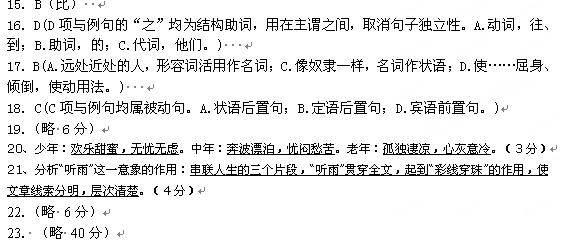 15. B(比)
16. D(D项与例句的“之”均为结构助词，用在主谓之间，取消句子独立性。A.动词，往、
到；B.助词，的；C.代词，他们。)
17. B(A.远处近处的人，形容词活用作名词；C.像奴隶一样，名词作状语；D.使……屈身、
倾倒，使动用法。)
18. C(C项与例句均属被动句。A.状语后置句；B.定语后置句；D.宾语前置句。)
19. (略·6分)
20、少年：欢乐甜蜜，无忧无虑。中年：奔波漂泊，忧闷愁苦。老年：孤独凄凉，心灰意冷。（3分）
21、分析“听雨”这一意象的作用：串联人生的三个片段，“听雨”贯穿全文，起到“彩线穿珠”的作用，使
文章线索分明，层次清楚。（4分）
22. (略·6分)
23. (略·40分)